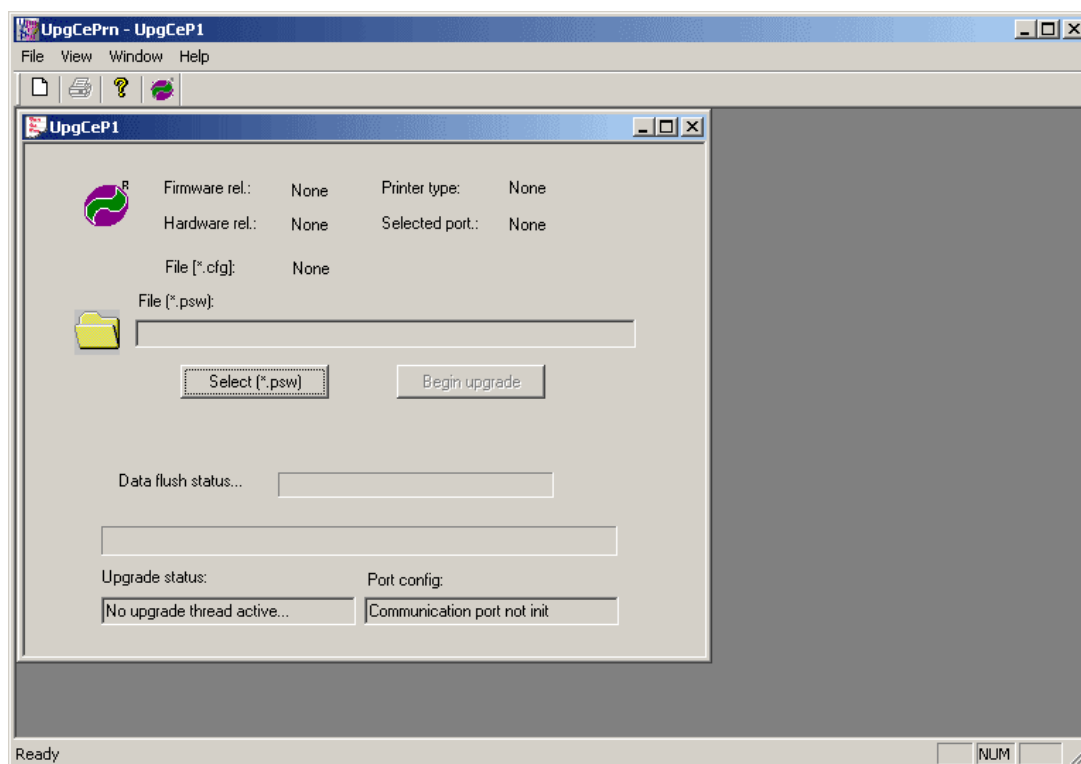 UpgCePrn - UpgCeP1
File View Window Help
UpgCeP1
R
Firmware rel.: None Printer type: None
Hardware rel.: None Selected port.: None
File [*.cfg]: None
File (*.psw):
Select (*.psw) Begin upgrade
Data flush status...
Upgrade status: Port config:
No upgrade thread active... Communication port not init
Ready NUM